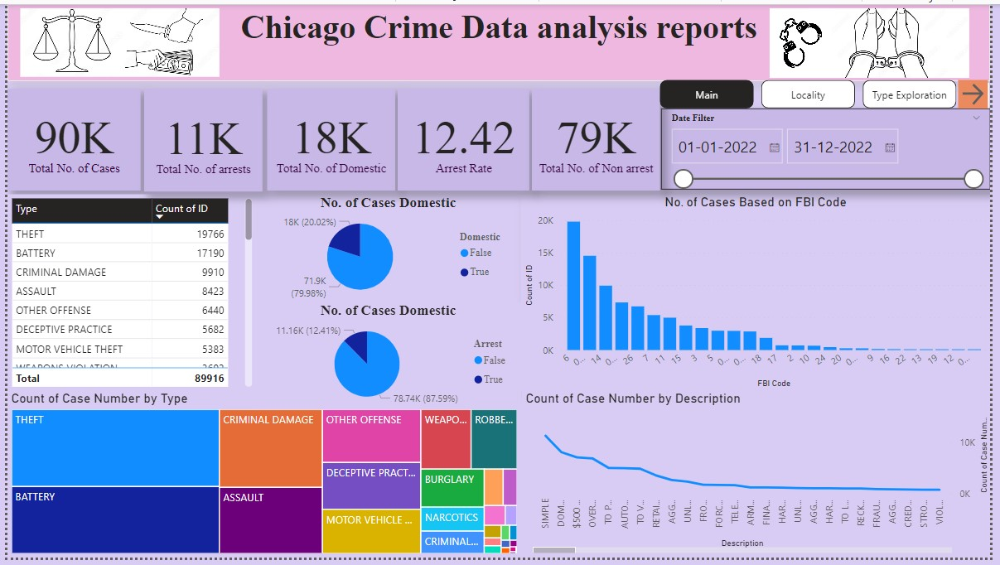 Chicago Crime Data analysis reports
Main
Locality
Type Exploration
90K
Total No. of Cases
11K
Total No. of arrests
18K
Total No. of Domestic
12.42
Arrest Rate
79K
Total No. of Non arrest
Date Filter
01-01-2022
31-12-2022
Type Count of ID
THEFT 19766
BATTERY 17190
CRIMINAL DAMAGE 9910
ASSAULT 8423
OTHER OFFENSE 6440
DECEPTIVE PRACTICE 5682
MOTOR VEHICLE THEFT 5383
Total 89916
No. of Cases Domestic
18K (20.02%)
71.9K
(79.98%)
Domestic
False
True
No. of Cases Domestic
11.16K (12.41%)
78.74K (87.59%)
Arrest
False
True
No. of Cases Based on FBI Code
Count of ID
20K
15K
10K
5K
0K
6 0... 14 0... 26 7 11 15 3 5 0... 0... 18 17 2 10 24 20 0... 9 16 22 13 19 12 0...
FBI Code
Count of Case Number by Type
THEFT
BATTERY
CRIMINAL DAMAGE
ASSAULT
OTHER OFFENSE
DECEPTIVE PRACT...
MOTOR VEHICLE ...
WEAPO...
ROBBE...
BURGLARY
NARCOTICS
CRIMINAL...
Count of Case Number by Description
10K
0K
Count of Case Num...
SIMPLE DOM... $500 ... OVER... TO P... AUTO... TO V... RETAI... AGG... UNL... FRO... FORC... TELE... ARM... FINA... HAR... UNL... AGG... HAR... TO L... RECK... FRAU... AGG... CRED... STRO... VIOL...
Description